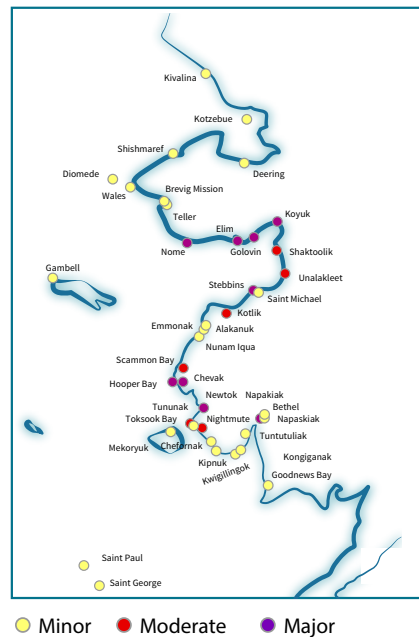 Kivalina
Kotzebue
Shishmaref
Deering
Diomede
Wales
Brevig Mission
Teller
Koyuk
Elim
Nome
Golovin
Shaktoolik
Gambell
Unalakleet
Stebbins
Saint Michael
Kotlik
Emmonak
Alakanuk
Nunam Iqua
Scammon Bay
Hooper Bay
Chevak
Newtok
Napakiak
Tununak
Bethel
Toksook Bay
Nightmute
Napaskiak
Mekoryuk
Chefornak
Tuntutuliak
Kipnuk
Kongiganak
Kwigillingok
Goodnews Bay
Saint Paul
Saint George
Minor
Moderate
Major